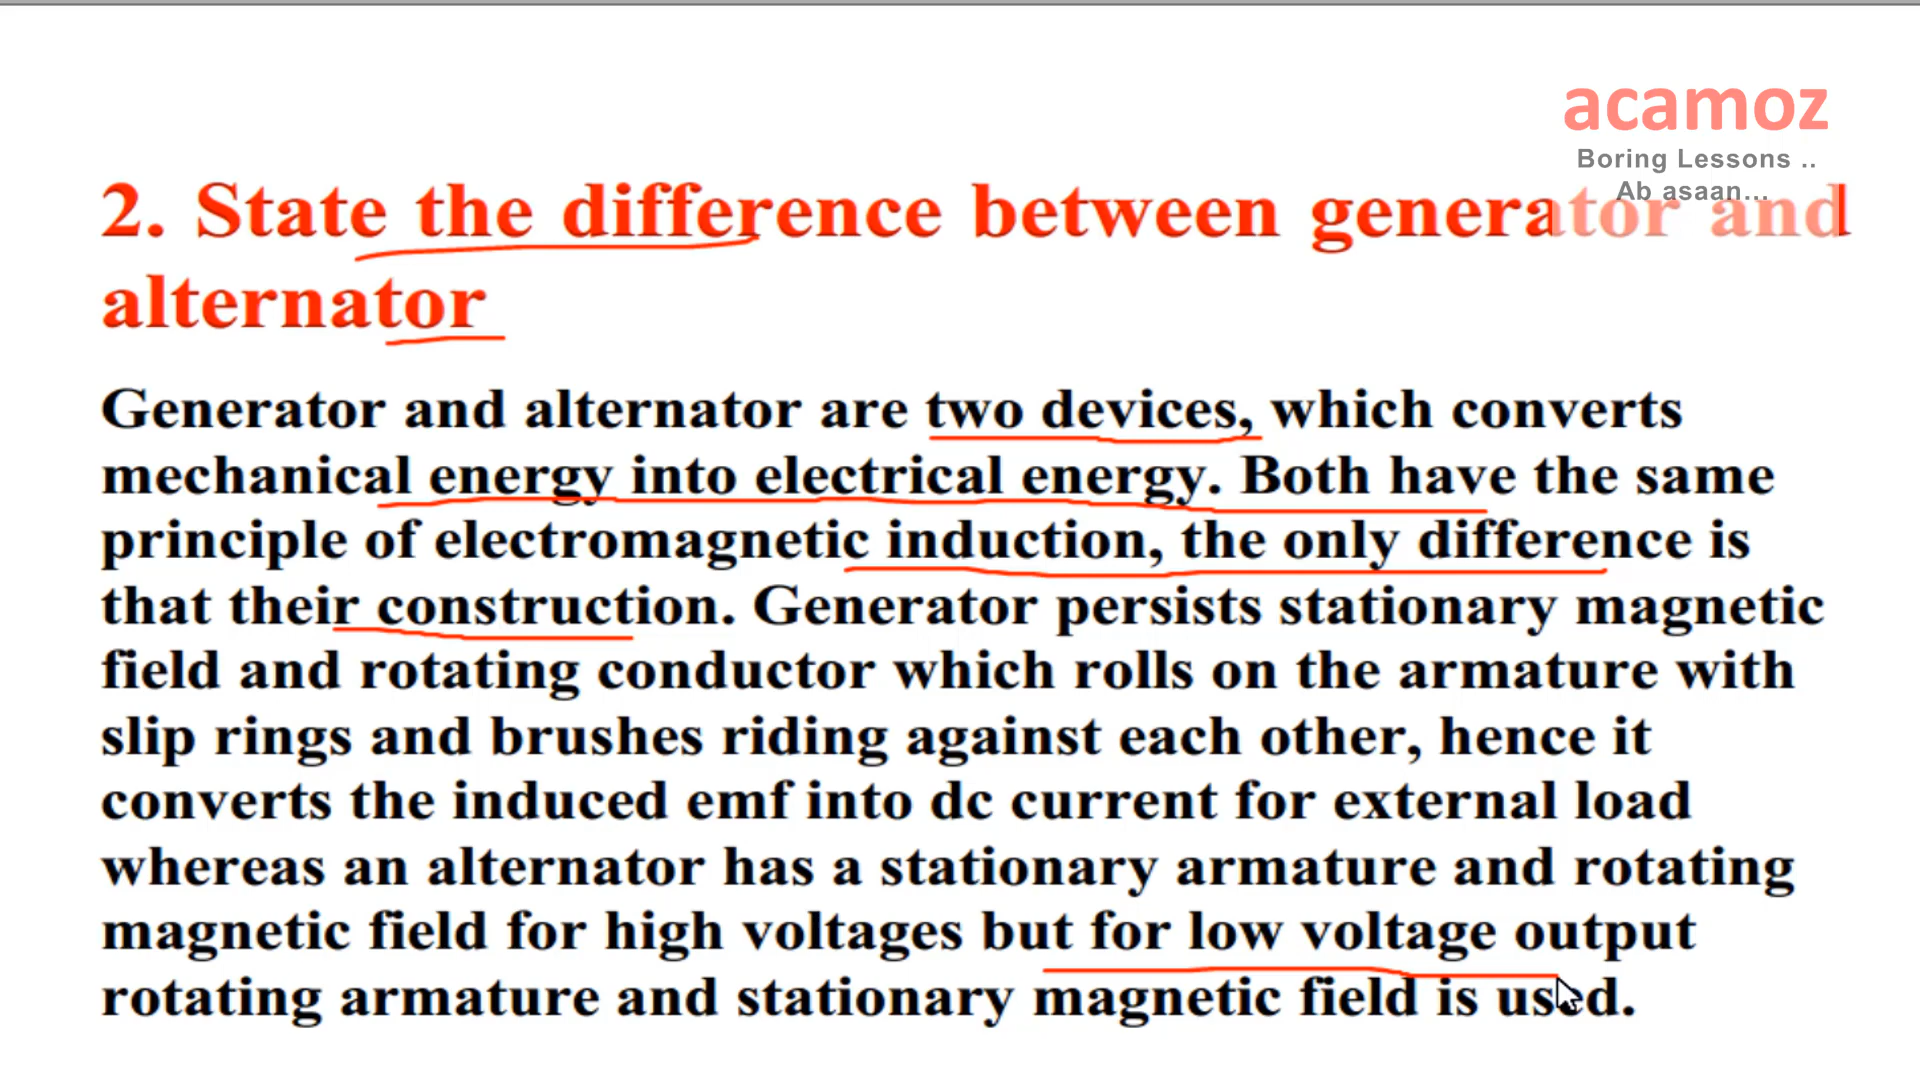 acamoz
Boring Lessons ..
Ab asaan...
2. State the difference between generator and
alternator
Generator and alternator are two devices, which converts
mechanical energy into electrical energy. Both have the same
principle of electromagnetic induction, the only difference is
that their construction. Generator persists stationary magnetic
field and rotating conductor which rolls on the armature with
slip rings and brushes riding against each other, hence it
converts the induced emf into dc current for external load
whereas an alternator has a stationary armature and rotating
magnetic field for high voltages but for low voltage output
rotating armature and stationary magnetic field is used.